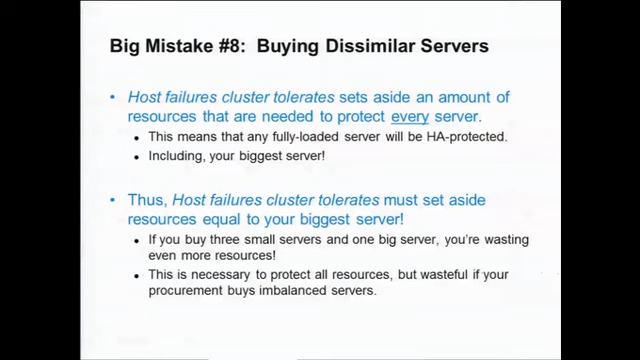 Big Mistake #8: Buying Dissimilar Servers
• Host failures cluster tolerates sets aside an amount of
resources that are needed to protect every server.
• This means that any fully-loaded server will be HA-protected.
• Including, your biggest server!
• Thus, Host failures cluster tolerates must set aside
resources equal to your biggest server!
• If you buy three small servers and one big server, you're wasting
even more resources!
• This is necessary to protect all resources, but wasteful if your
procurement buys imbalanced servers.